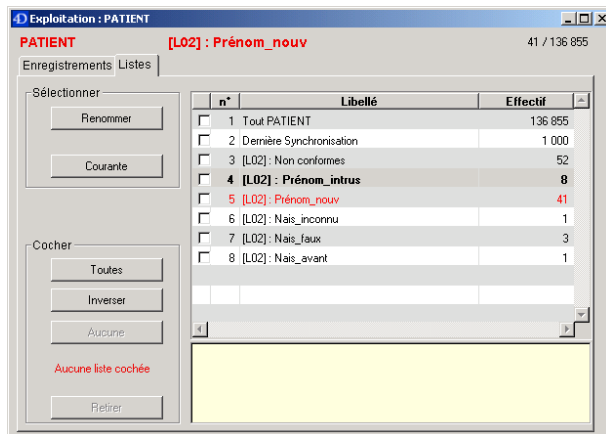 4D Exploitation : PATIENT
PATIENT [L02] : Prénom_nouv 41 / 136 855
Enregistrements Listes
Sélectionner
Renommer
Courante
Cocher
Toutes
Inverser
Aucune
Aucune liste cochée
Retirer
n° Libellé Effectif
1 Tout PATIENT 136 855
2 Dernière Synchronisation 1 000
3 [L02] : Non conformes 52
4 [L02] : Prénom_intrus 8
5 [L02] : Prénom_nouv 41
6 [L02] : Nais_inconnu 1
7 [L02] : Nais_faux 3
8 [L02] : Nais_avant 1